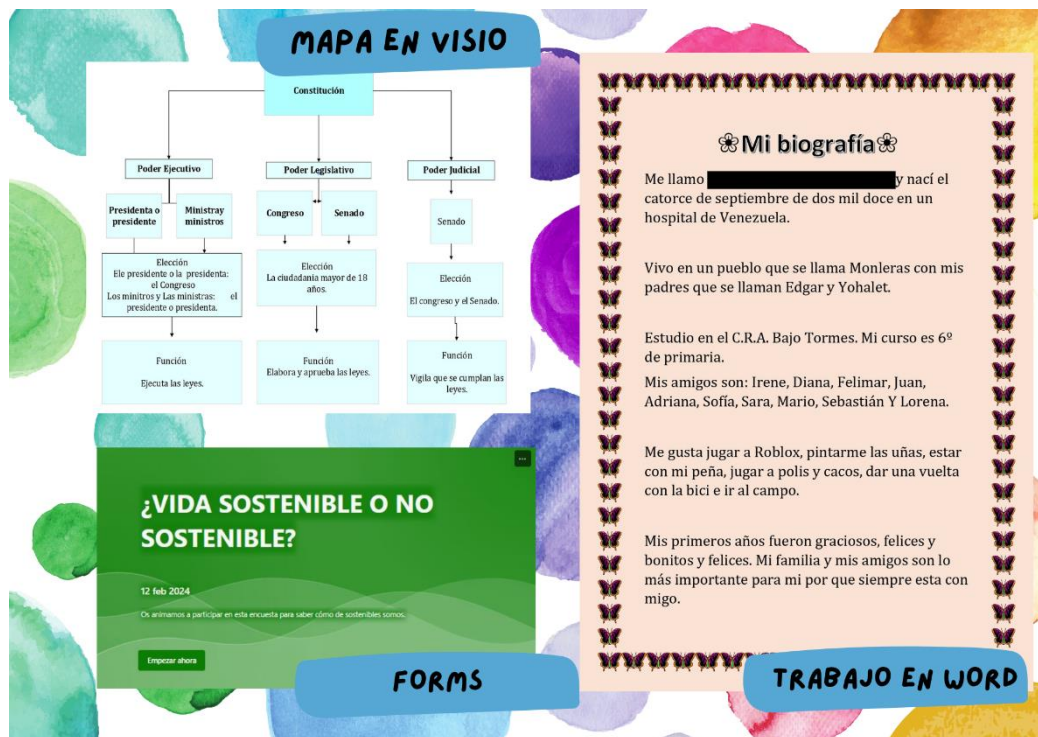 MAPA EN VISIO
Constitución
Poder Ejecutivo
Poder Legislativo
Poder Judicial
Presidenta o
presidente
Ministray
ministros
Congreso
Senado
Senado
Elección
Ele presidente o la presidenta:
el Congreso
Los minitros y Las ministras: el
presidente o presidenta.
Elección
La ciudadanía mayor de 18
años.
Elección
El congreso y el Senado.
Función
Ejecuta las leyes.
Función
Elabora y aprueba las leyes.
Función
Vigila que se cumplan las
leyes.
¿VIDA SOSTENIBLE O NO
SOSTENIBLE?
12 feb 2024
Os animamos a participar en esta encuesta para saber cómo de sostenibles somos.
Empezar ahora
FORMS
Mi biografía
Me llamo y nací el
catorce de septiembre de dos mil doce en un
hospital de Venezuela.
Vivo en un pueblo que se llama Monleras con mis
padres que se llaman Edgar y Yohalet.
Estudio en el C.R.A. Bajo Tormes. Mi curso es 6º
de primaria.
Mis amigos son: Irene, Diana, Felimar, Juan,
Adriana, Sofía, Sara, Mario, Sebastián Y Lorena.
Me gusta jugar a Roblox, pintarme las uñas, estar
con mi peña, jugar a polis y cacos, dar una vuelta
con la bici e ir al campo.
Mis primeros años fueron graciosos, felices y
bonitos y felices. Mi familia y mis amigos son lo
más importante para mi por que siempre esta con
migo.
TRABAJO EN WORD